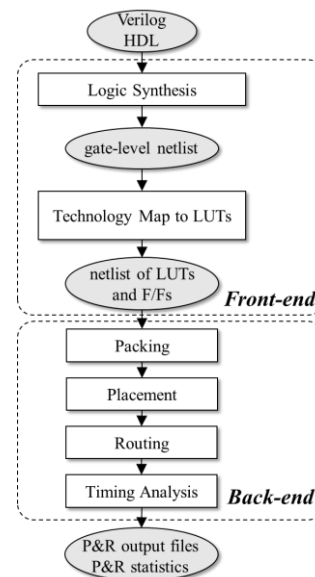 Verilog
HDL
Logic Synthesis
gate-level netlist
Technology Map to LUTs
netlist of LUTs
and F/Fs
Front-end
Packing
Placement
Routing
Timing Analysis
Back-end
P&R output files
P&R statistics